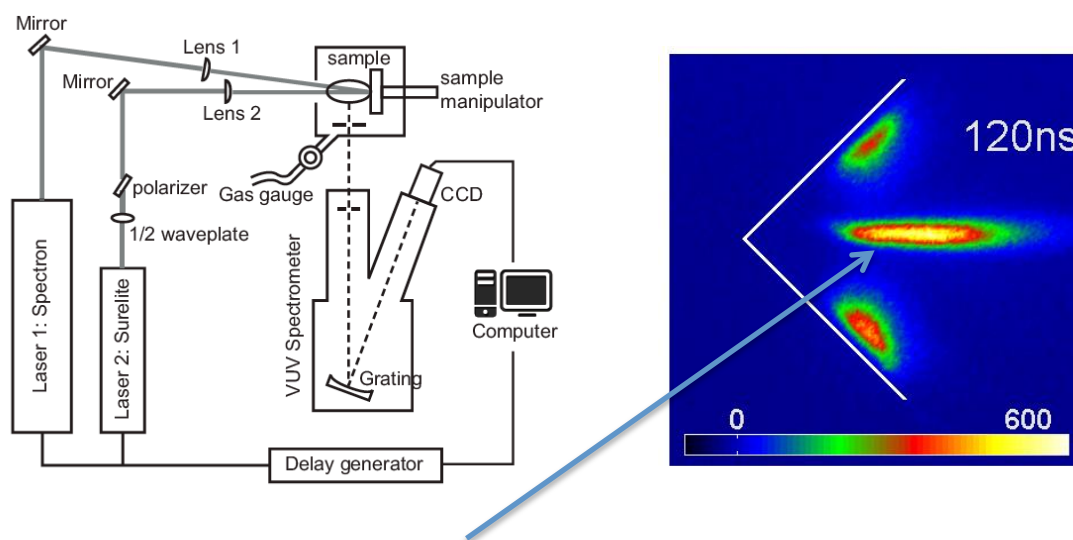 Mirror
Lens 1
sample
Mirror
Lens 2
sample
manipulator
polarizer
Gas gauge
CCD
1/2 waveplate
Laser 1: Spectron
Laser 2: Surelite
VUV Spectrometer
Computer
Grating
Delay generator
120ns
0
600